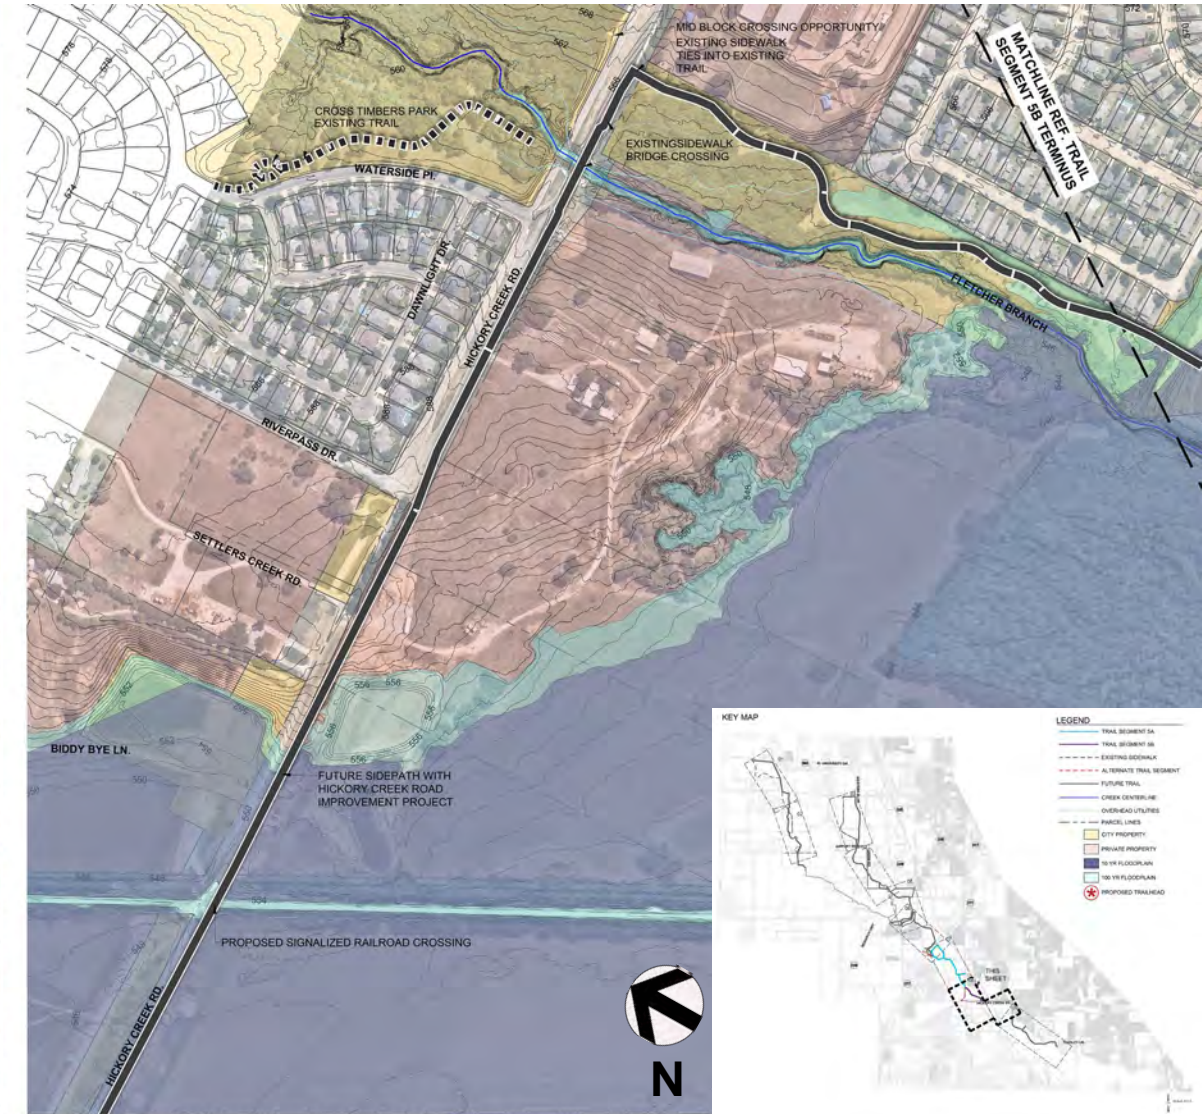 MID BLOCK CROSSING OPPORTUNITY
EXISTING SIDEWALK
TIES INTO EXISTING
TRAIL
MATCHLINE REF. TRAIL
SEGMENT 5B TERMINUS
CROSS TIMBERS PARK
EXISTING TRAIL
EXISTINGSIDEWALK
BRIDGE CROSSING
WATERSIDE Pl.
DAWNLIGHT DR.
HICKORY CREEK RD.
FLETCHER BRANCH
RIVERPASS DR.
SETTLERS CREEK RD.
BIDDY BYE LN.
FUTURE SIDEPATH WITH
HICKORY CREEK ROAD
IMPROVEMENT PROJECT
PROPOSED SIGNALIZED RAILROAD CROSSING
HICKORY CREEK RD.
N
KEY MAP
THIS
SHEET
LEGEND
TRAIL SEGMENT 5A
TRAIL SEGMENT 5B
EXISTING SIDEWALK
ALTERNATE TRAIL SEGMENT
FUTURE TRAIL
CREEK CENTERLINE
OVERHEAD UTILITIES
PARCEL LINES
CITY PROPERTY
PRIVATE PROPERTY
10 YR FLOODPLAIN
100 YR FLOODPLAIN
PROPOSED TRAILHEAD